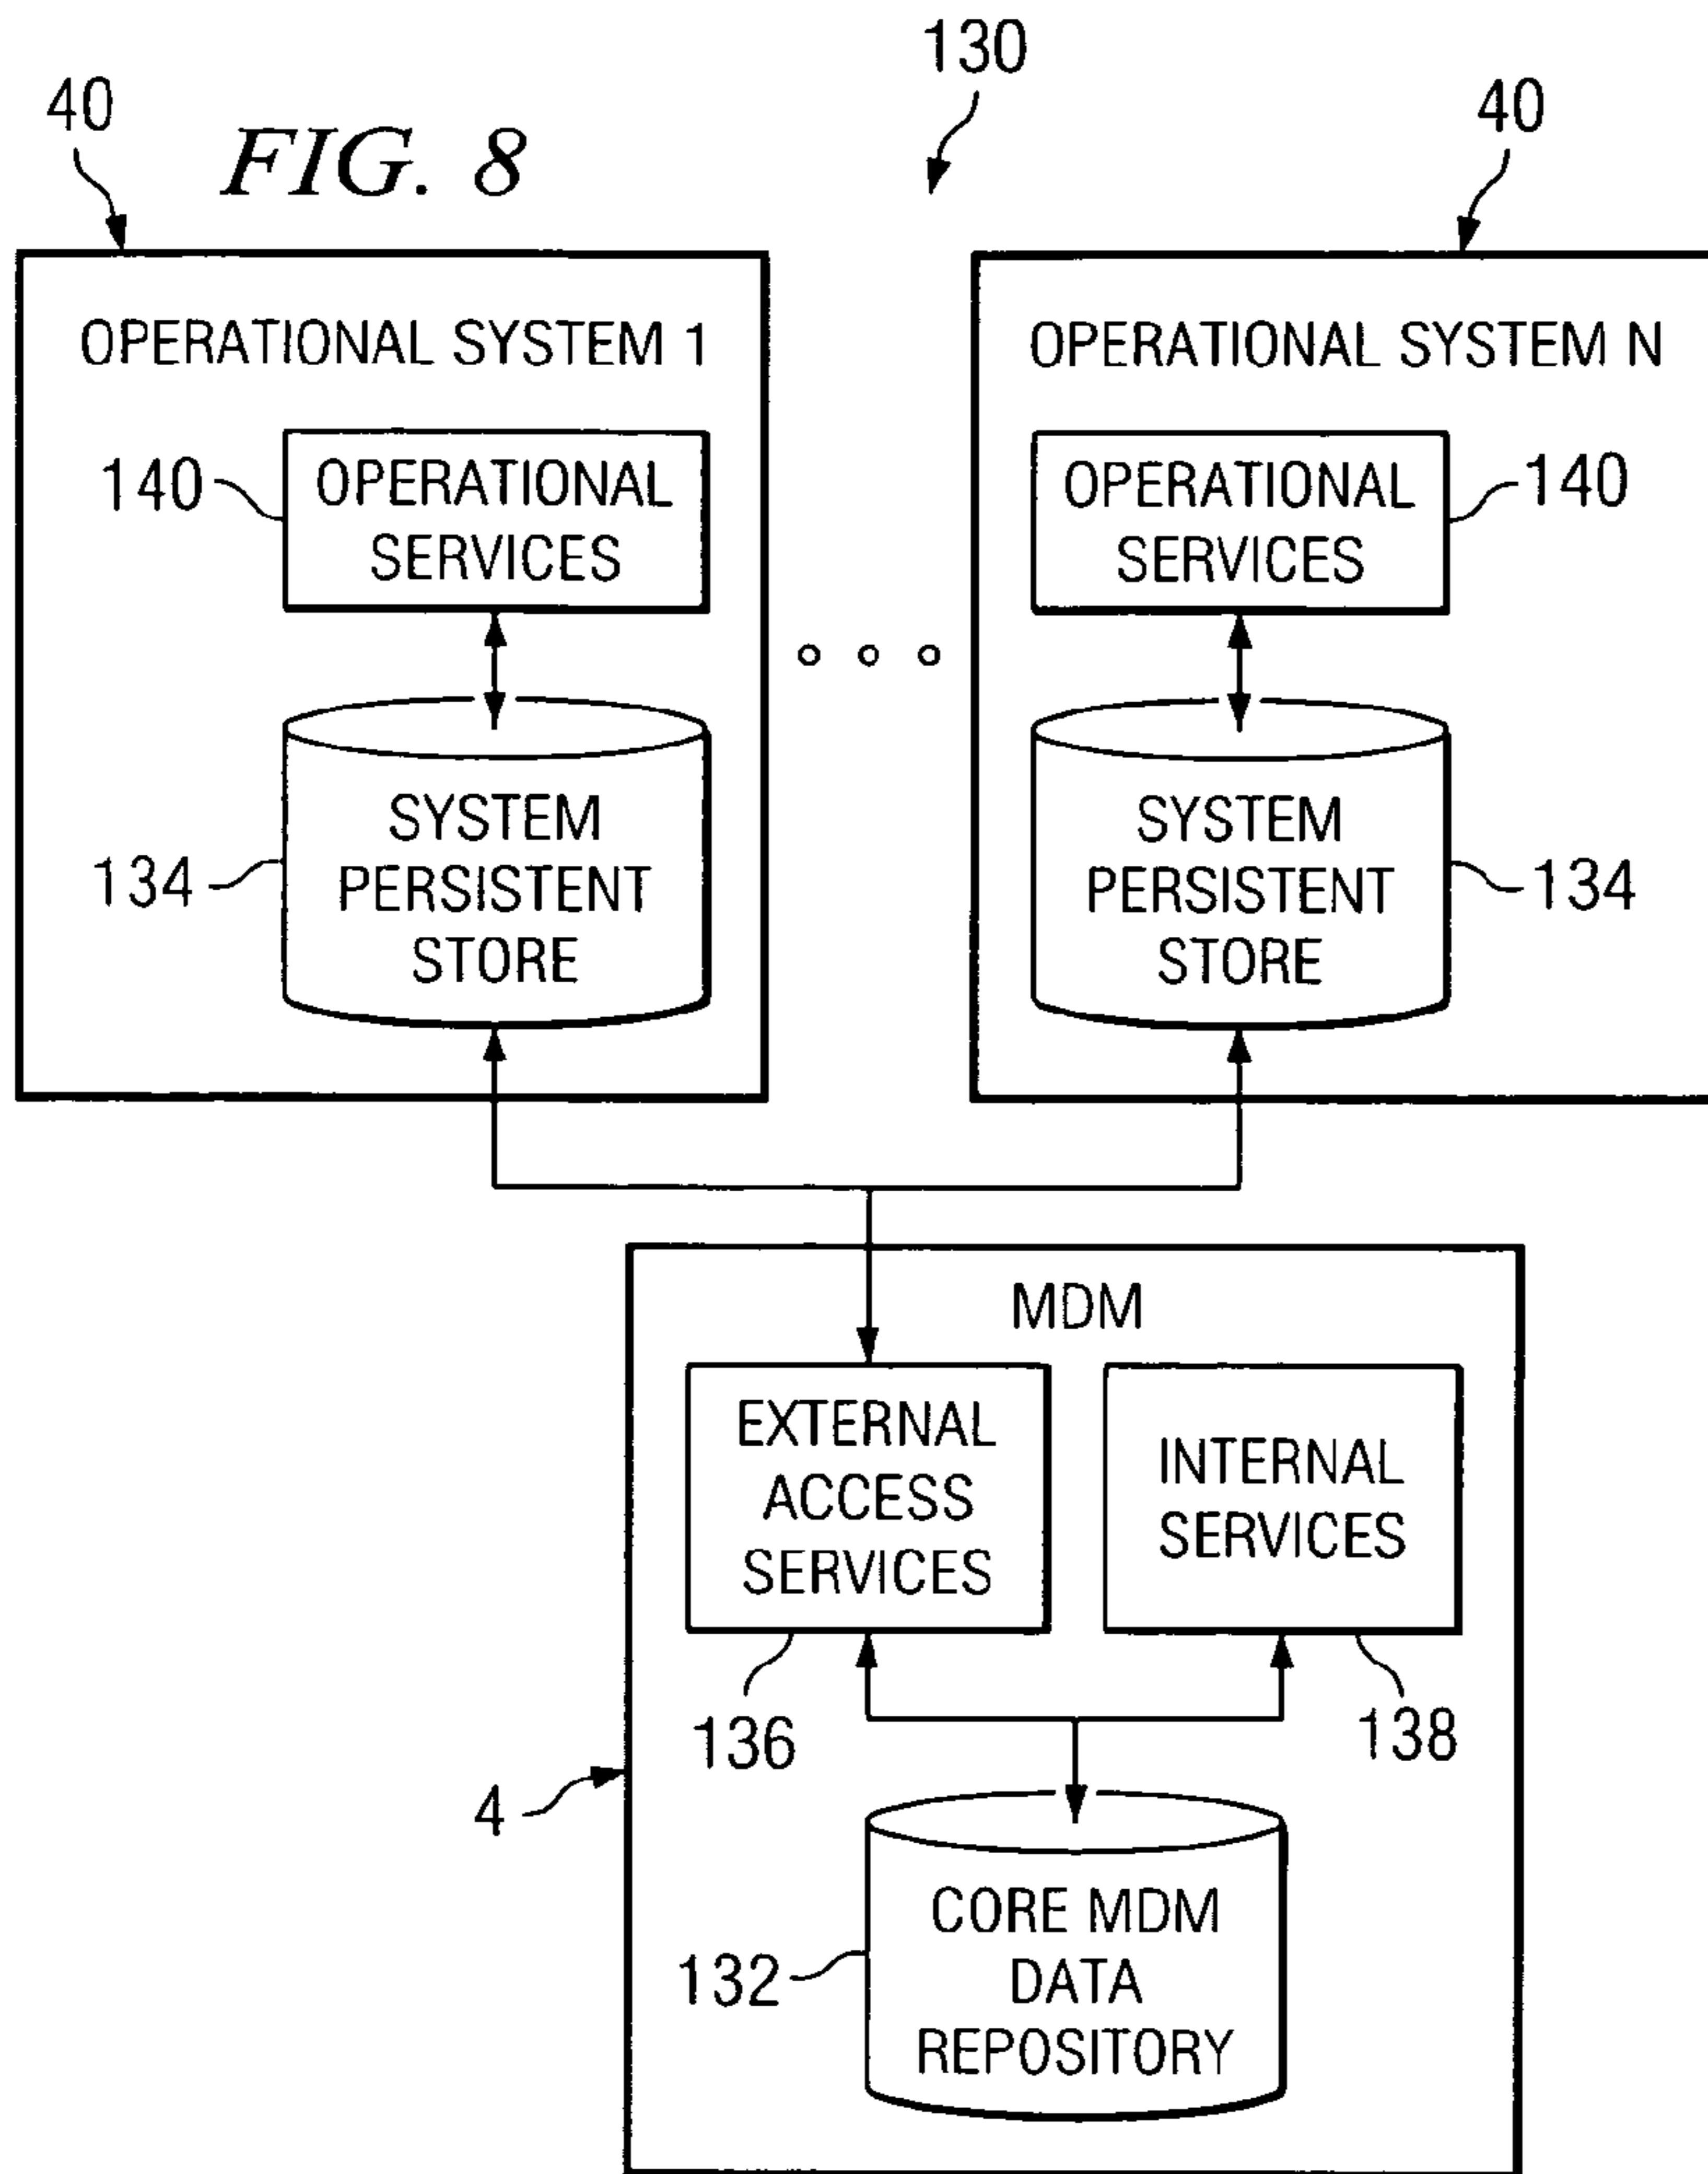 130
40
40
FIG. 8
OPERATIONAL SYSTEM 1
OPERATIONAL SYSTEM N
140
OPERATIONAL
SERVICES
OPERATIONAL
SERVICES
140
134
SYSTEM
PERSISTENT
STORE
SYSTEM
PERSISTENT
STORE
134
MDM
EXTERNAL
ACCESS
SERVICES
INTERNAL
SERVICES
136
138
4
132
CORE MDM
DATA
REPOSITORY